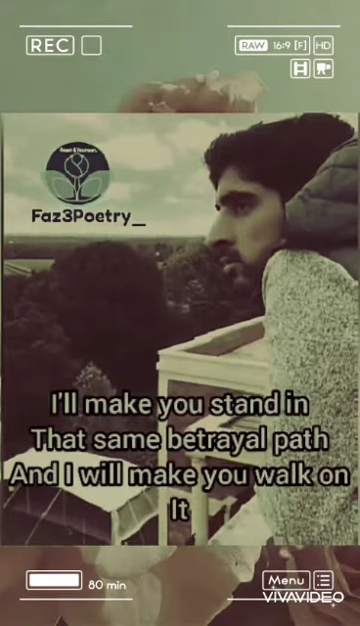 REC
RAW 16:9 [F] HD
Faz3Poetry_
I'll make you stand in
That same betrayal path
And I will make you walk on
It
80 min
Menu
VIVAVIDEO